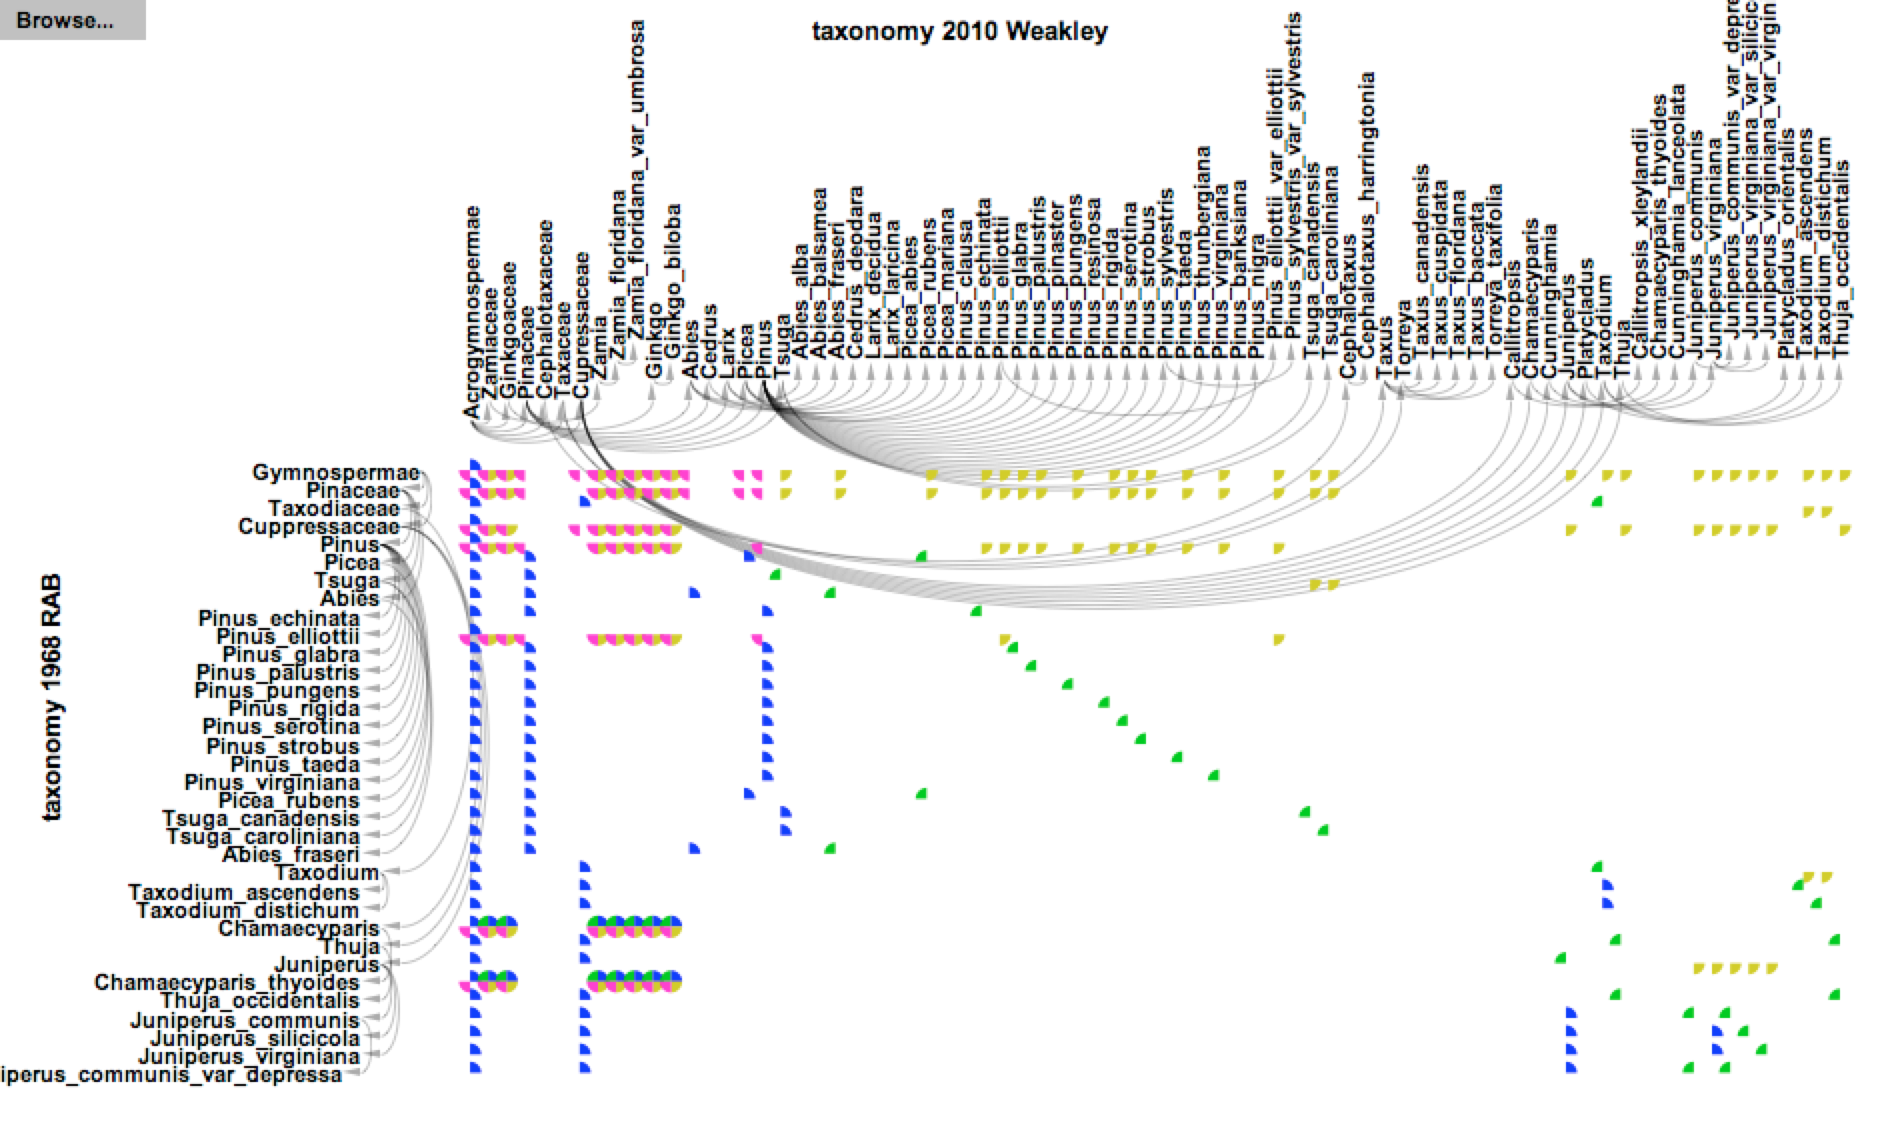 Browse...
taxonomy 2010 Weakley
Acrogymnospermae
Zamiaceae
Ginkgoaceae
Pinaceae
Cephalotaxaceae
Taxaceae
Cupressaceae
Zamia
Zamia_floridana
Zamia_floridana_var_umbrosa
Ginkgo
Ginkgo_biloba
Abies
Cedrus
Larix
Picea
Pinus
Tsuga
Abies_alba
Abies_balsamea
Abies_fraseri
Cedrus_deodara
Larix_decidua
Larix_laricina
Picea_abies
Picea_rubens
Picea_mariana
Pinus_clausa
Pinus_echinata
Pinus_elliottii
Pinus_glabra
Pinus_palustris
Pinus_pinaster
Pinus_pungens
Pinus_resinosa
Pinus_rigida
Pinus_serotina
Pinus_strobus
Pinus_sylvestris
Pinus_taeda
Pinus_thunbergiana
Pinus_virginiana
Pinus_banksiana
Pinus_nigra
Pinus_elliottii_var_elliottii
Pinus_sylvestris_var_sylvestris
Tsuga_canadensis
Tsuga_caroliniana
Cephalotaxus
Cephalotaxus_harringtonia
Taxus
Torreya
Taxus_canadensis
Taxus_cuspidata
Taxus_floridana
Taxus_baccata
Torreya_taxifolia
Callitropsis
Chamaecyparis
Cunninghamia
Juniperus
Platycladus
Taxodium
Thuja
Callitropsis_xleylandii
Chamaecyparis_thyoides
Cunninghamia_lanceolata
Juniperus_communis
Juniperus_virginiana
Juniperus_communis_var_depre
Juniperus_virginiana_var_silicic
Juniperus_virginiana_var_virgin
Platycladus_orientalis
Taxodium_ascendens
Taxodium_distichum
Thuja_occidentalis
taxonomy 1968 RAB
Gymnospermae
Pinaceae
Taxodiaceae
Cuppressaceae
Pinus
Picea
Tsuga
Abies
Pinus_echinata
Pinus_elliottii
Pinus_glabra
Pinus_palustris
Pinus_pungens
Pinus_rigida
Pinus_serotina
Pinus_strobus
Pinus_taeda
Pinus_virginiana
Picea_rubens
Tsuga_canadensis
Tsuga_caroliniana
Abies_fraseri
Taxodium
Taxodium_ascendens
Taxodium_distichum
Chamaecyparis
Thuja
Juniperus
Chamaecyparis_thyoides
Thuja_occidentalis
Juniperus_communis
Juniperus_silicicola
Juniperus_virginiana
iperus_communis_var_depressa